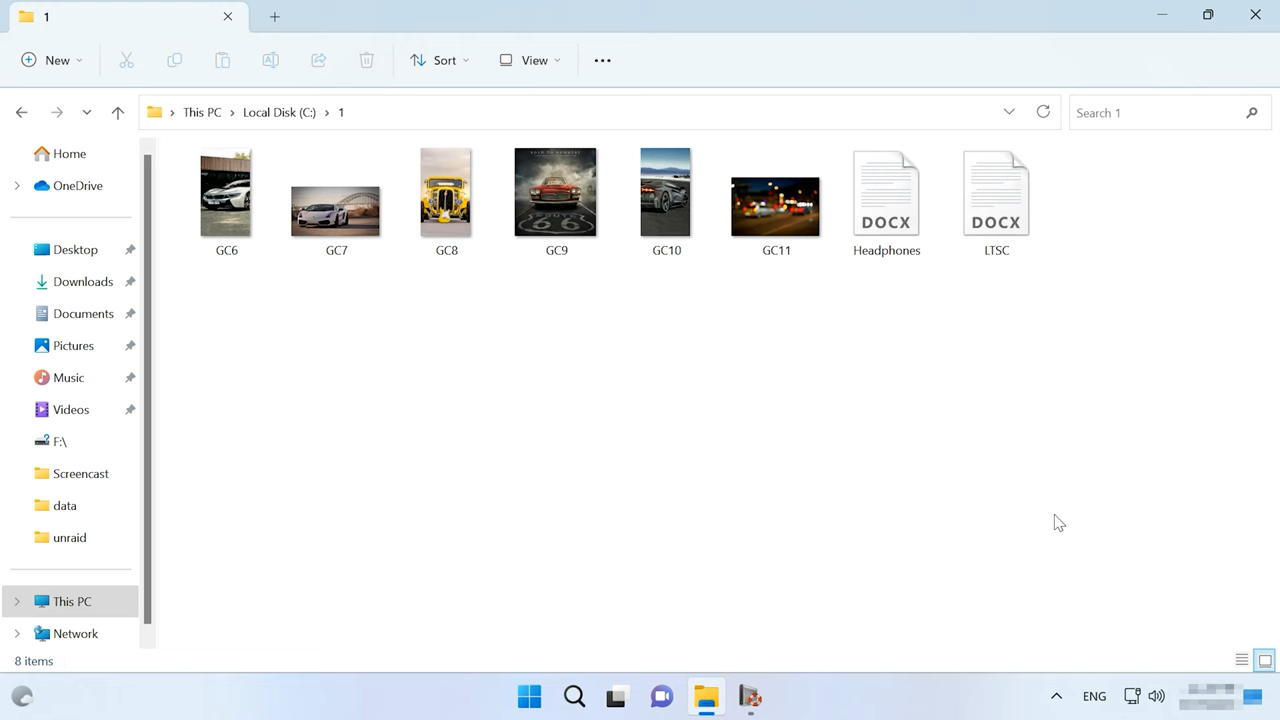 1
New
Sort
View
This PC
Local Disk (C:)
1
Search 1
Home
OneDrive
Desktop
Downloads
Documents
Pictures
Music
Videos
F:\
Screencast
data
unraid
This PC
Network
GC6
GC7
GC8
GC9
GC10
GC11
DOCX
Headphones
DOCX
LTSC
66
8 items
ENG